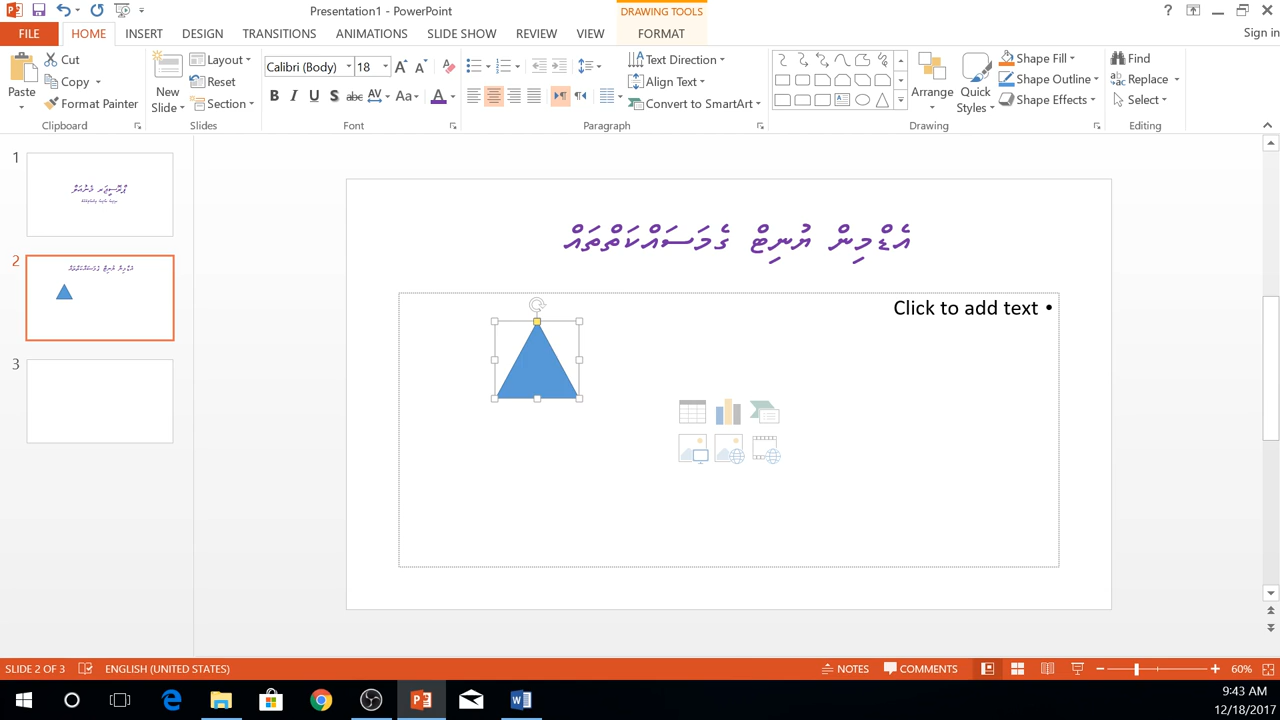 Presentation1 - PowerPoint
DRAWING TOOLS
Sign in
FILE
HOME
INSERT
DESIGN
TRANSITIONS
ANIMATIONS
SLIDE SHOW
REVIEW
VIEW
FORMAT
Paste
Cut
Copy
Format Painter
Clipboard
New Slide
Layout
Reset
Section
Slides
Calibri (Body)
18
Font
Text Direction
Align Text
Convert to SmartArt
Paragraph
Arrange
Quick Styles
Shape Fill
Shape Outline
Shape Effects
Drawing
Find
Replace
Select
Editing
1
ޕްރޮސީޖަރ މެނުއަލް
2
އެޑްމިން ޔުނިޓް ގެމަސައްކަތްތައް
3
އެޑްމިން ޔުނިޓް ގެމަސައްކަތްތައް
Click to add text •
SLIDE 2 OF 3
ENGLISH (UNITED STATES)
NOTES
COMMENTS
60%
9:43 AM
12/18/2017